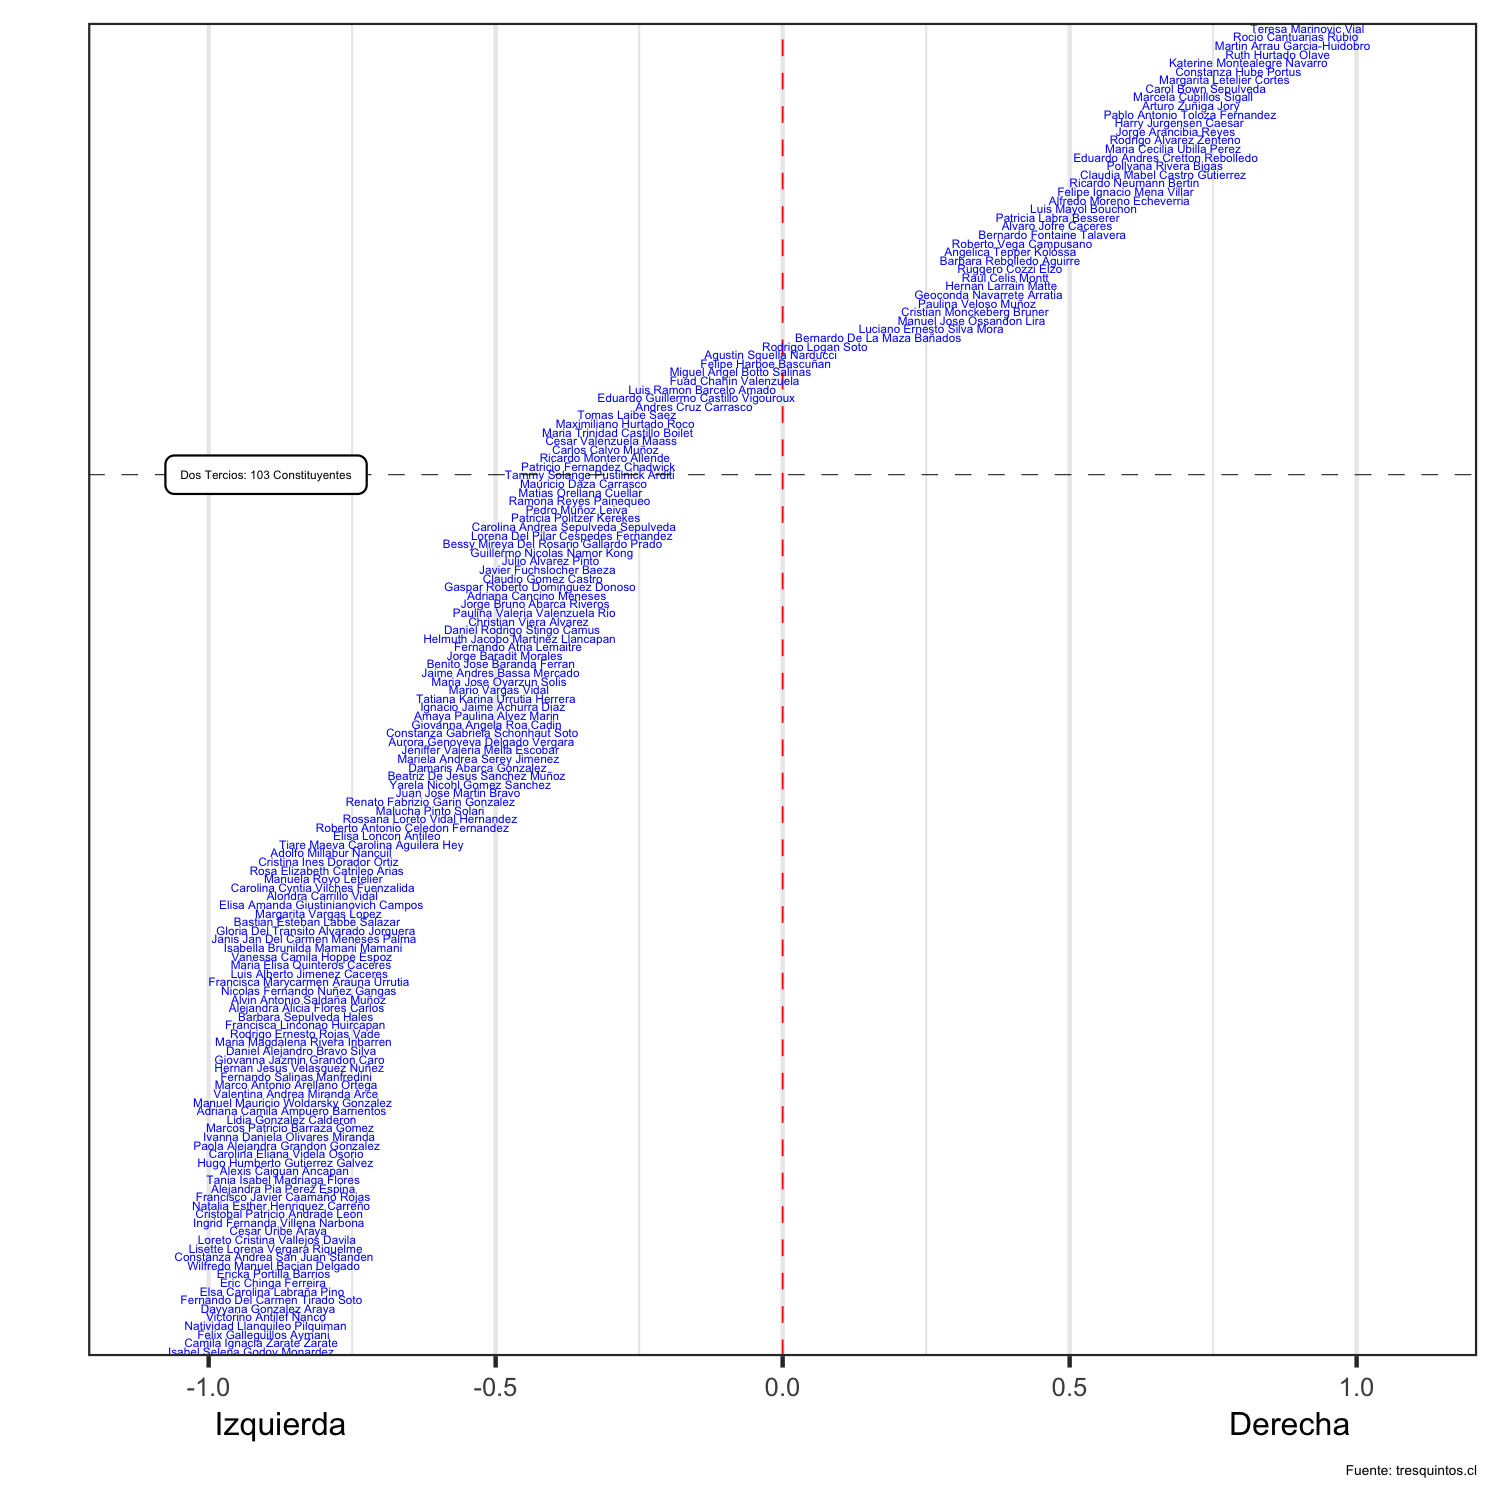 Teresa Marinovic Vial
Rocio Cantuarias Rubio
Martin Arrau Garcia-Huidobro
Ruth Hurtado Olave
Katerine Montealegre Navarro
Constanza Hube Portus
Margarita Letelier Cortes
Carol Bown Sepulveda
Marcela Cubillos Sigall
Arturo Zuñiga Jory
Pablo Antonio Toloza Fernandez
Harry Jurgensen Caesar
Jorge Arancibia Reyes
Rodrigo Alvarez Zenteno
Maria Cecilia Ubilla Perez
Eduardo Andres Cretton Rebolledo
Pollyana Rivera Bigas
Claudia Mabel Castro Gutierrez
Ricardo Neumann Bertin
Felipe Ignacio Mena Villar
Alfredo Moreno Echeverria
Luis Mayol Bouchon
Patricia Labra Besserer
Alvaro Jofre Caceres
Bernardo Fontaine Talavera
Roberto Vega Campusano
Angelica Tepper Kolossa
Barbara Rebolledo Aguirre
Ruggero Cozzi Elzo
Raul Celis Montt
Hernan Larrain Matte
Geoconda Navarrete Arratia
Paulina Veloso Muñoz
Cristian Monckeberg Bruner
Manuel Jose Ossandon Lira
Luciano Ernesto Silva Mora
Bernardo De La Maza Bañados
Rodrigo Logan Soto
Agustin Squella Narducci
Felipe Harboe Bascuñan
Miguel Angel Botto Salinas
Fuad Chahin Valenzuela
Luis Ramon Barcelo Amado
Eduardo Guillermo Castillo Vigouroux
Andres Cruz Carrasco
Tomas Laibe Saez
Maximiliano Hurtado Roco
Maria Trinidad Castillo Boilet
Cesar Valenzuela Maass
Carlos Calvo Muñoz
Ricardo Montero Allende
Patricio Fernandez Chadwick
Dos Tercios: 103 Constituyentes
Tammy Solange Pustilnick Arditi
Mauricio Daza Carrasco
Matias Orellana Cuellar
Ramona Reyes Painequeo
Pedro Muñoz Leiva
Patricia Politzer Kerekes
Carolina Andrea Sepulveda Sepulveda
Lorena Del Pilar Cespedes Fernandez
Bessy Mireya Del Rosario Gallardo Prado
Guillermo Nicolas Namor Kong
Julio Alvarez Pinto
Javier Fuchslocher Baeza
Claudio Gomez Castro
Gaspar Roberto Dominguez Donoso
Adriana Cancino Meneses
Jorge Bruno Abarca Riveros
Paulina Valeria Valenzuela Rio
Christian Viera Alvarez
Daniel Rodrigo Stingo Camus
Helmuth Jacobo Martinez Llancapan
Fernando Atria Lemaitre
Jorge Baradit Morales
Benito Jose Baranda Ferran
Jaime Andres Bassa Mercado
Maria Jose Oyarzun Solis
Mario Vargas Vidal
Tatiana Karina Urrutia Herrera
Ignacio Jaime Achurra Diaz
Amaya Paulina Alvez Marin
Giovanna Angela Roa Cadin
Constanza Gabriela Schonhaut Soto
Aurora Genoveva Delgado Vergara
Jeniffer Valeria Mella Escobar
Mariela Andrea Serey Jimenez
Damaris Abarca Gonzalez
Beatriz De Jesus Sanchez Muñoz
Yarela Nicohl Gomez Sanchez
Juan Jose Martin Bravo
Renato Fabrizio Garin Gonzalez
Malucha Pinto Solari
Rossana Loreto Vidal Hernandez
Roberto Antonio Celedon Fernandez
Elisa Loncon Antileo
Tiare Maeva Carolina Aguilera Hey
Adolfo Millabur Nancuil
Cristina Ines Dorador Ortiz
Rosa Elizabeth Catrileo Arias
Manuela Royo Letelier
Carolina Cyntia Vilches Fuenzalida
Alondra Carrillo Vidal
Elisa Amanda Giustinianovich Campos
Margarita Vargas Lopez
Bastian Esteban Labbe Salazar
Gloria Del Transito Alvarado Jorquera
Janis Jan Del Carmen Meneses Palma
Isabella Brunilda Mamani Mamani
Vanessa Camila Hoppe Espoz
Maria Elisa Quinteros Caceres
Luis Alberto Jimenez Caceres
Francisca Marycarmen Arauna Urrutia
Nicolas Fernando Nuñez Gangas
Alvin Antonio Saldaña Muñoz
Alejandra Alicia Flores Carlos
Barbara Sepulveda Hales
Francisca Linconao Huircapan
Rodrigo Ernesto Rojas Vade
Maria Magdalena Rivera Iribarren
Daniel Alejandro Bravo Silva
Giovanna Jazmin Grandon Caro
Hernan Jesus Velasquez Nuñez
Fernando Salinas Manfredini
Marco Antonio Arellano Ortega
Valentina Andrea Miranda Arce
Manuel Mauricio Woldarsky Gonzalez
Adriana Camila Ampuero Barrientos
Lidia Gonzalez Calderon
Marcos Patricio Barraza Gomez
Ivanna Daniela Olivares Miranda
Paola Alejandra Grandon Gonzalez
Carolina Eliana Videla Osorio
Hugo Humberto Gutierrez Galvez
Alexis Caiguan Ancapan
Tania Isabel Madriaga Flores
Alejandra Pia Perez Espina
Francisco Javier Caamaño Rojas
Natalia Esther Henriquez Carreño
Cristobal Patricio Andrade Leon
Ingrid Fernanda Villena Narbona
Cesar Uribe Araya
Loreto Cristina Vallejos Davila
Lisette Lorena Vergara Riquelme
Constanza Andrea San Juan Standen
Wilfredo Manuel Bacian Delgado
Ericka Portilla Barrios
Eric Chinga Ferreira
Elsa Carolina Labraña Pino
Fernando Del Carmen Tirado Soto
Dayyana Gonzalez Araya
Victorino Antilef Ñanco
Natividad Llanquileo Pilquiman
Felix Galleguillos Aymani
Camila Ignacia Zarate Zarate
Isabel Selena Godoy Monardez
-1.0 -0.5 0.0 0.5 1.0
Izquierda Derecha
Fuente: tresquintos.cl